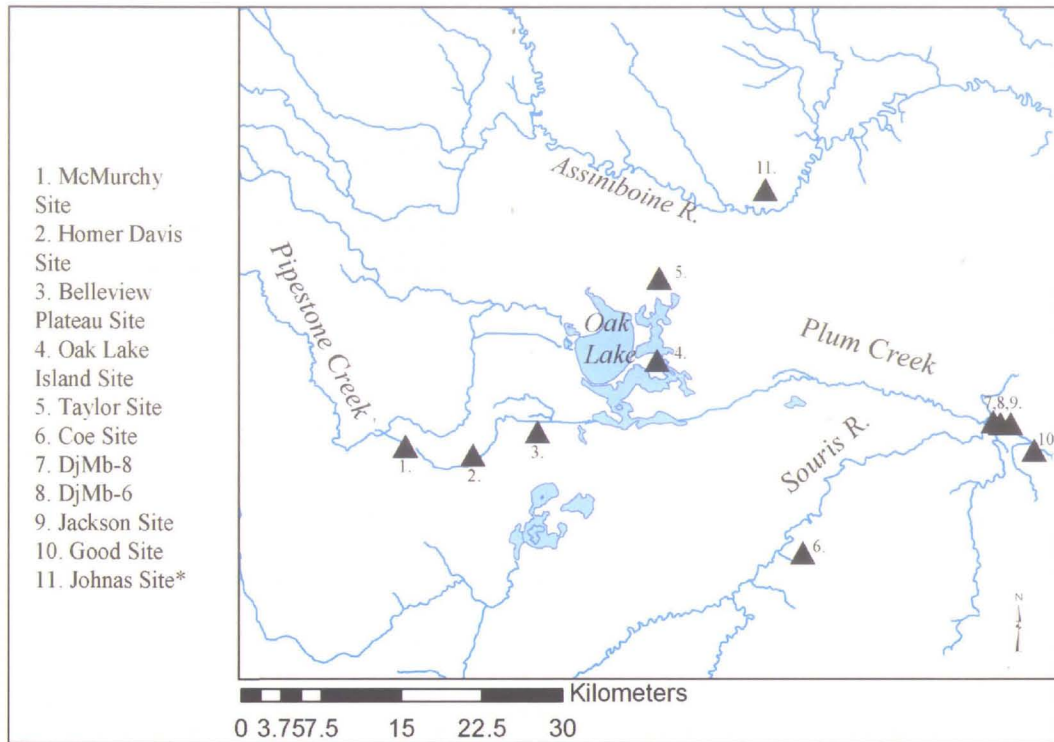 1. McMurchy
Site
2. Homer Davis
Site
3. Belleview
Plateau Site
4. Oak Lake
Island Site
5. Taylor Site
6. Coe Site
7. DjMb-8
8. DjMb-6
9. Jackson Site
10. Good Site
11. Johnas Site*
Assiniboine R.
11.
Pipestone Creek
5.
Oak
Lake
4.
Plum Creek
7.8.9.
10
1.
2.
3.
Souris R.
6.
N
Kilometers
0 3.757.5 15 22.5 30